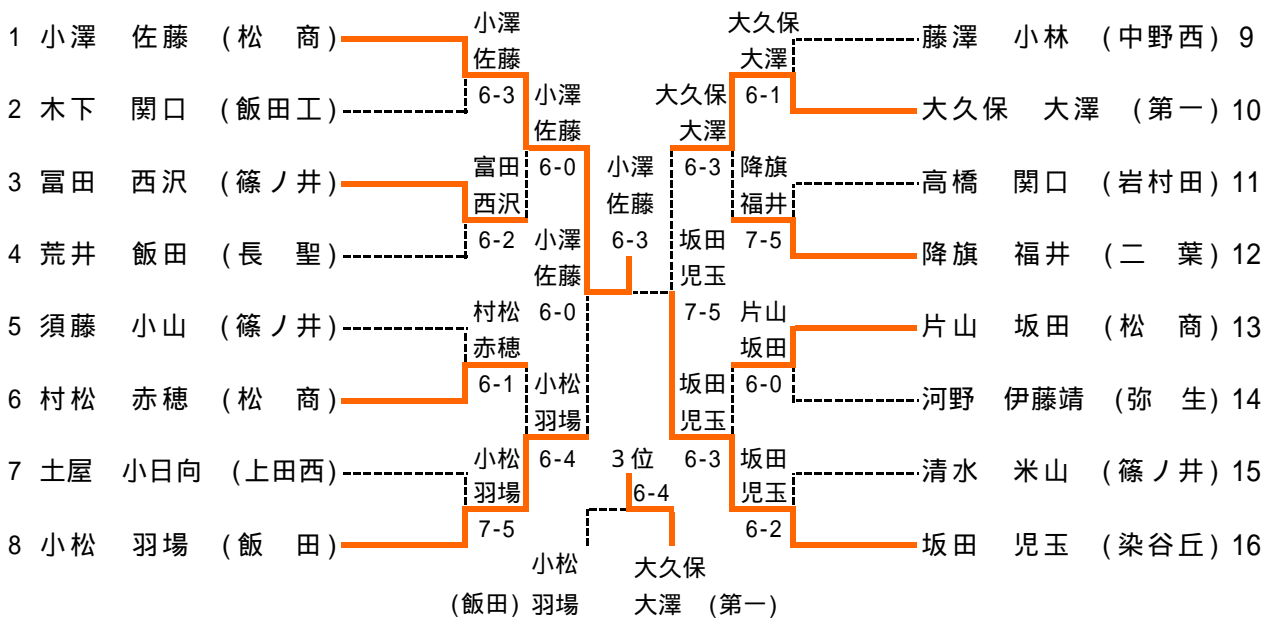 1 小澤 佐藤 (松 商)
2 木下 関口 (飯田工)
3 冨田 西沢 (篠ノ井)
4 荒井 飯田 (長 聖)
5 須藤 小山 (篠ノ井)
6 村松 赤穂 (松 商)
7 土屋 小日向 (上田西)
8 小松 羽場 (飯 田)
小澤
佐藤
6-3
富田
西沢
6-2
村松
赤穂
6-1
小松
羽場
7-5
小澤
佐藤
6-0
小松
羽場
6-4
小澤
佐藤
6-0
小澤
佐藤
6-3
坂田
児玉
7-5
大久保
大澤
6-3
坂田
児玉
6-3
大久保
大澤
6-1
降旗
福井
7-5
片山
坂田
6-0
坂田
児玉
6-2
藤澤 小林 (中野西) 9
大久保 大澤 (第一) 10
高橋 関口 (岩村田) 11
降旗 福井 (二 葉) 12
片山 坂田 (松 商) 13
河野 伊藤靖 (弥 生) 14
清水 米山 (篠ノ井) 15
坂田 児玉 (染谷丘) 16
3位
6-4
小松 大久保
(飯田) 羽場 大澤 (第一)